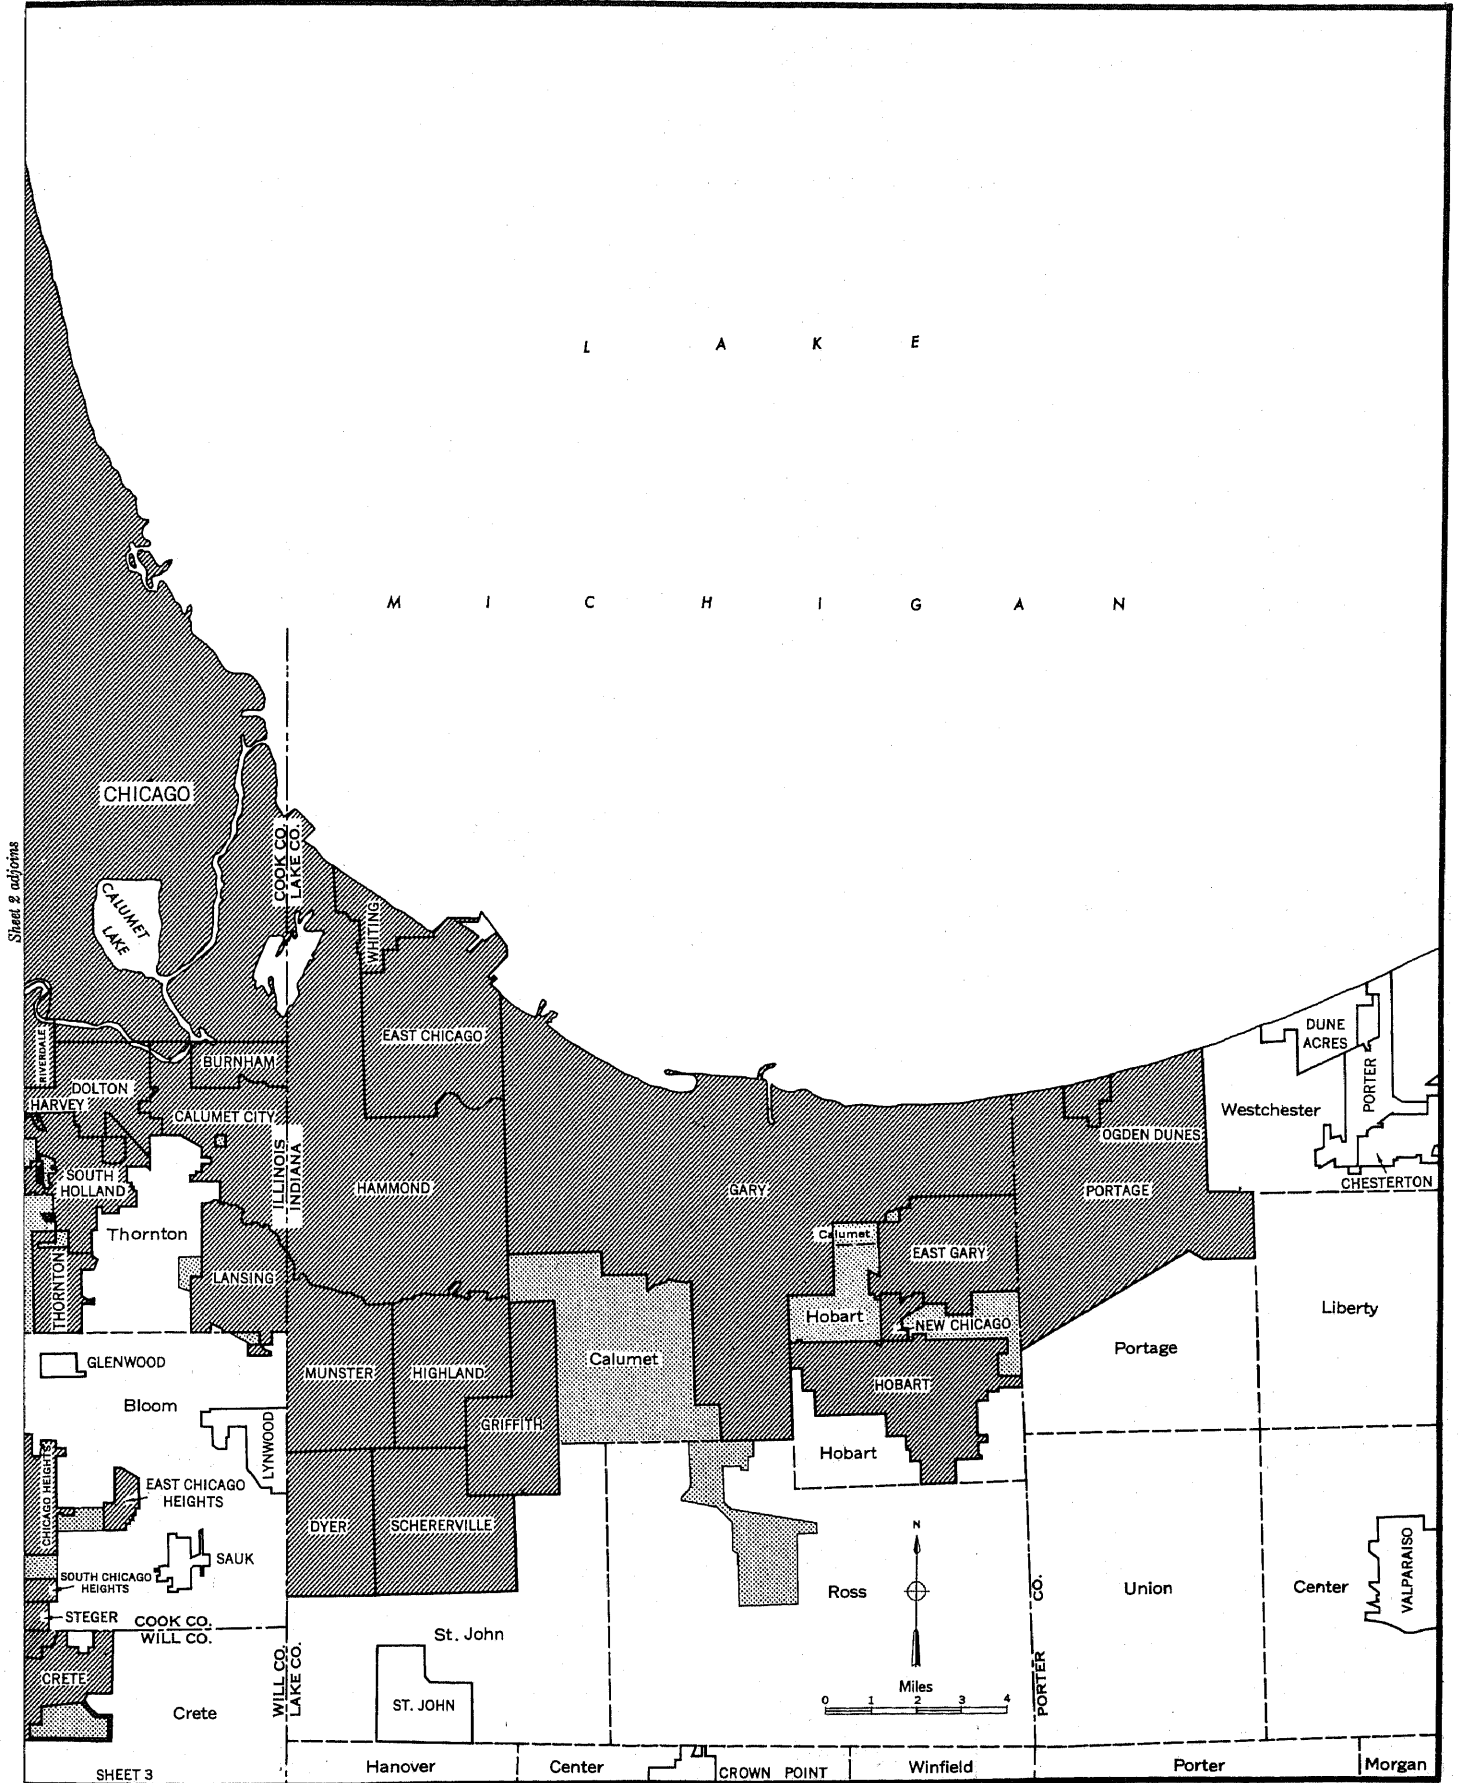 L A K E
M I C H I G A N
CHICAGO
Sheet 2 adjoins
COOK CO.
LAKE CO.
CALUMET
LAKE
WHITING
EAST CHICAGO
RIVERDALE
BURNHAM
DOLTON
HARVEY
CALUMET CITY
ILLINOIS
INDIANA
SOUTH
HOLLAND
HAMMOND
GARY
OGDEN DUNES
PORTAGE
DUNE
ACRES
PORTER
Westchester
CHESTERTON
Thornton
THORNTON
LANSING
Calumet
EAST GARY
Hobart
NEW CHICAGO
Liberty
Portage
GLENWOOD
MUNSTER
HIGHLAND
Calumet
HOBART
Bloom
LYNWOOD
GRIFFITH
Hobart
CHICAGO HEIGHTS
EAST CHICAGO
HEIGHTS
DYER
SCHERERVILLE
N
SAUK
SOUTH CHICAGO
HEIGHTS
Ross
Union
Center
VALPARAISO
STEGER
COOK CO.
WILL CO.
St. John
CRETE
WILL CO.
LAKE CO.
ST. JOHN
Crete
Miles
0 1 2 3 4
PORTER CO.
SHEET 3
Hanover
Center
CROWN POINT
Winfield
Porter
Morgan